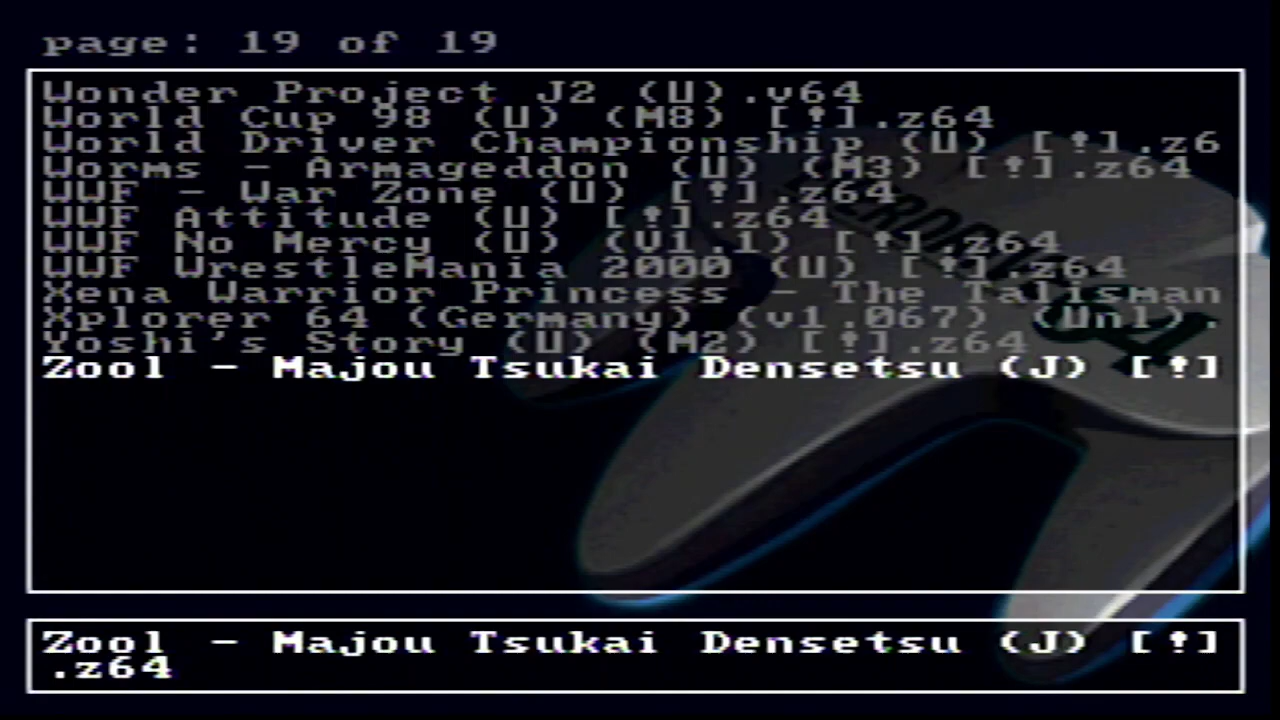 page: 19 of 19
Wonder Project J2 (U).v64
World Cup 98 (U) (M8) [!].z64
World Driver Championship (U) [!].z6
Worms - Armageddon (U) (M3) [!].z64
WWF - War Zone (U) [!].z64
WWF Attitude (U) [!].z64
WWF No Mercy (U) (V1.1) [!].z64
WWF WrestleMania 2000 (U) [!].z64
Xena Warrior Princess - The Talisman
Xplorer 64 (Germany) (v1.067) (Unl).
Yoshi's Story (U) (M2) [!].z64
Zool - Majou Tsukai Densetsu (J) [!]
Zool - Majou Tsukai Densetsu (J) [!]
.z64